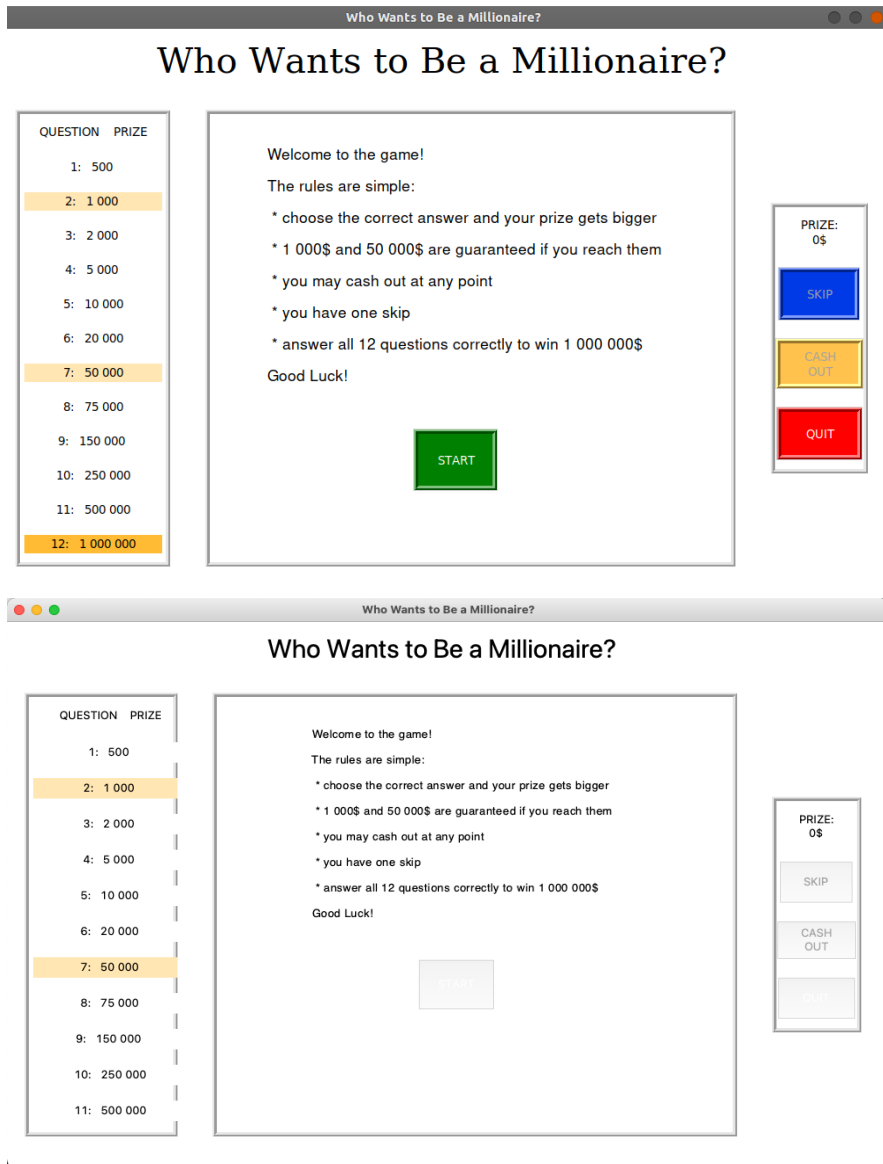 Who Wants to Be a Millionaire?
Who Wants to Be a Millionaire?
QUESTION PRIZE
1: 500
2: 1 000
3: 2 000
4: 5 000
5: 10 000
6: 20 000
7: 50 000
8: 75 000
9: 150 000
10: 250 000
11: 500 000
12: 1 000 000
Welcome to the game!
The rules are simple:
* choose the correct answer and your prize gets bigger
* 1 000$ and 50 000$ are guaranteed if you reach them
* you may cash out at any point
* you have one skip
* answer all 12 questions correctly to win 1 000 000$
Good Luck!
START
PRIZE:
0$
SKIP
CASH
OUT
QUIT
Who Wants to Be a Millionaire?
Who Wants to Be a Millionaire?
QUESTION PRIZE
1: 500
2: 1 000
3: 2 000
4: 5 000
5: 10 000
6: 20 000
7: 50 000
8: 75 000
9: 150 000
10: 250 000
11: 500 000
Welcome to the game!
The rules are simple:
* choose the correct answer and your prize gets bigger
* 1 000$ and 50 000$ are guaranteed if you reach them
* you may cash out at any point
* you have one skip
* answer all 12 questions correctly to win 1 000 000$
Good Luck!
START
PRIZE:
0$
SKIP
CASH
OUT
QUIT